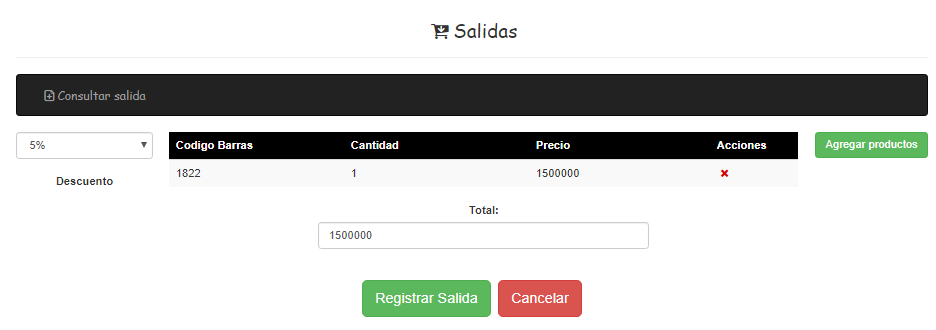 Salidas
Consultar salida
5%
Descuento
Codigo Barras Cantidad Precio Acciones
1822 1 1500000
Agregar productos
Total:
1500000
Registrar Salida Cancelar